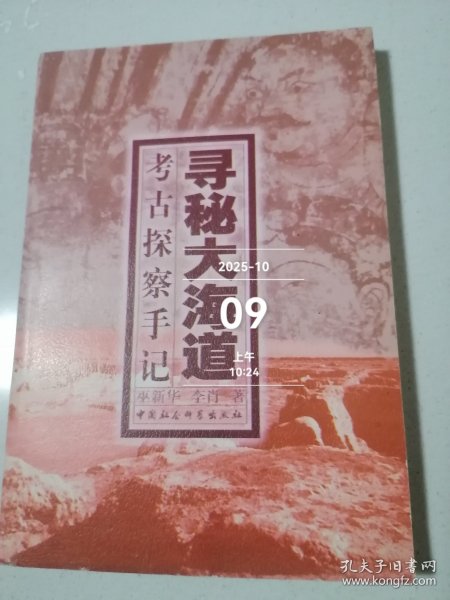 寻秘大海道
考古探察手记
巫新华 李肖 著
中国社会科学出版社
2025-10
09
上午
10:24
孔夫子旧书网
www.kongfz.com